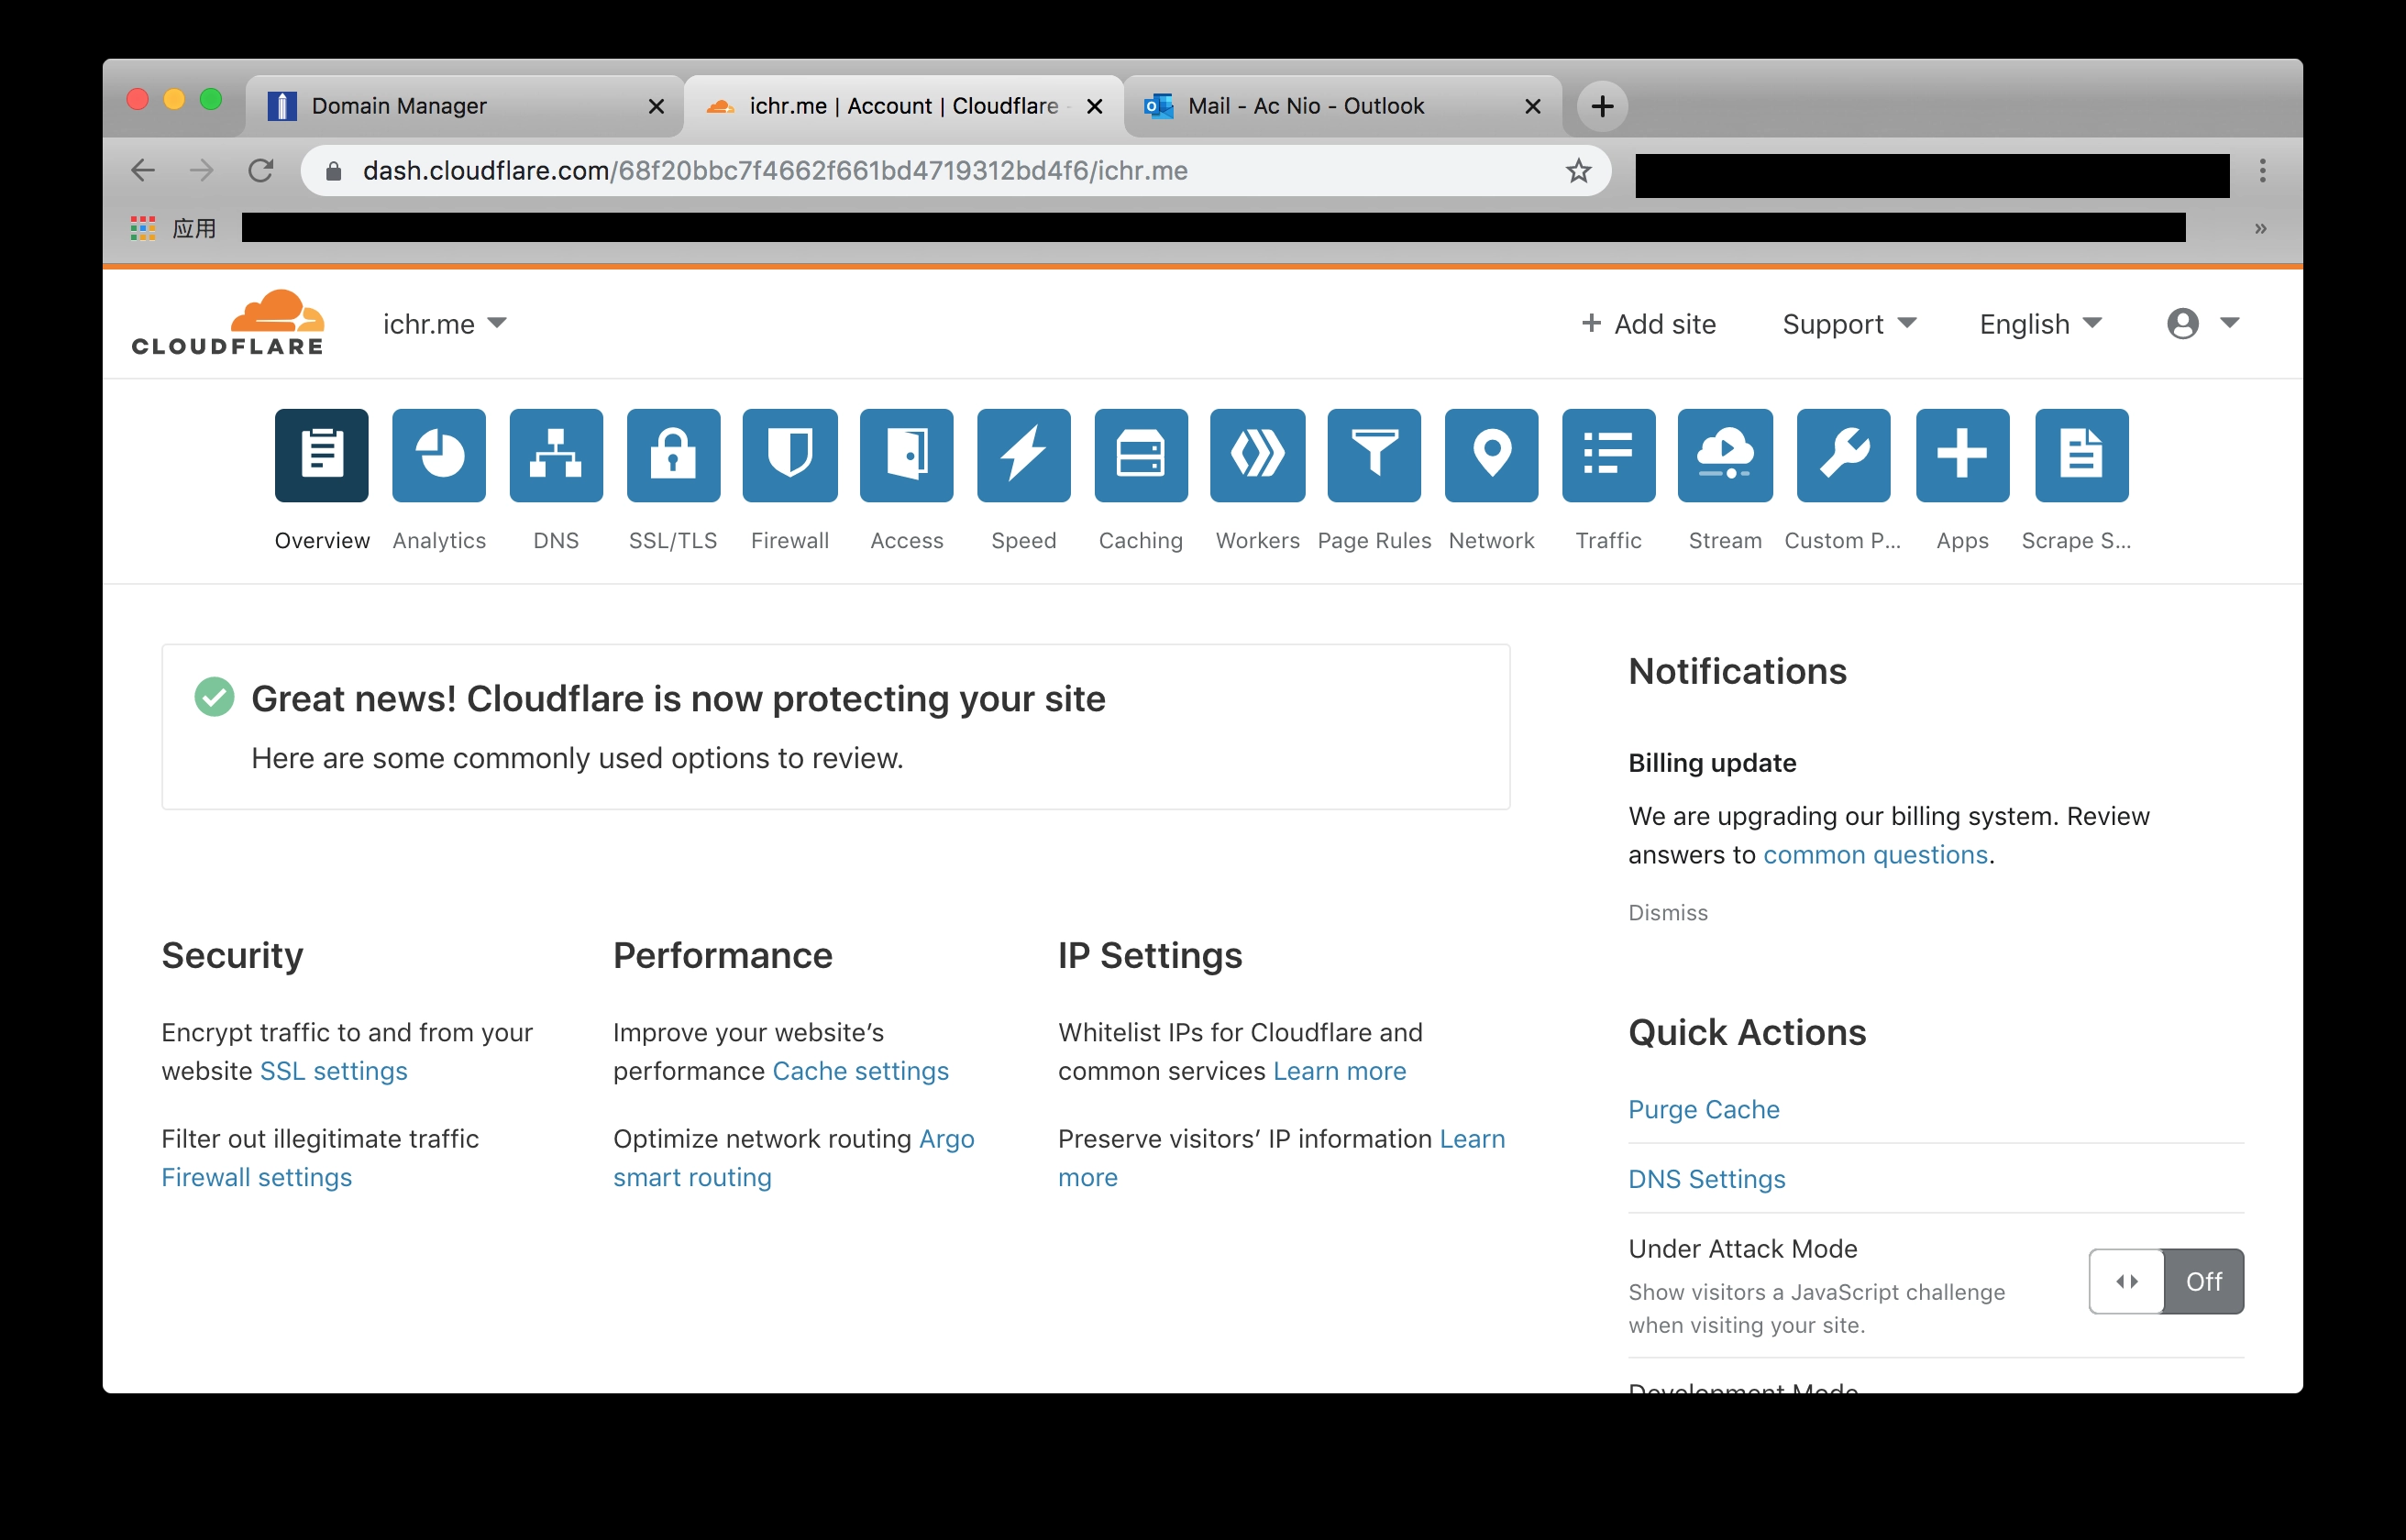 Domain Manager
ichr.me | Account | Cloudflare
Mail - Ac Nio - Outlook
dash.cloudflare.com/68f20bbc7f4662f661bd4719312bd4f6/ichr.me
应用
CLOUDFLARE
ichr.me
+ Add site
Support
English
Overview
Analytics
DNS
SSL/TLS
Firewall
Access
Speed
Caching
Workers
Page Rules
Network
Traffic
Stream
Custom P...
Apps
Scrape S...
Great news! Cloudflare is now protecting your site
Here are some commonly used options to review.
Security
Encrypt traffic to and from your
website SSL settings
Filter out illegitimate traffic
Firewall settings
Performance
Improve your website’s
performance Cache settings
Optimize network routing Argo
smart routing
IP Settings
Whitelist IPs for Cloudflare and
common services Learn more
Preserve visitors’ IP information Learn
more
Notifications
Billing update
We are upgrading our billing system. Review
answers to common questions.
Dismiss
Quick Actions
Purge Cache
DNS Settings
Under Attack Mode
Show visitors a JavaScript challenge
when visiting your site.
Off
Development Mode